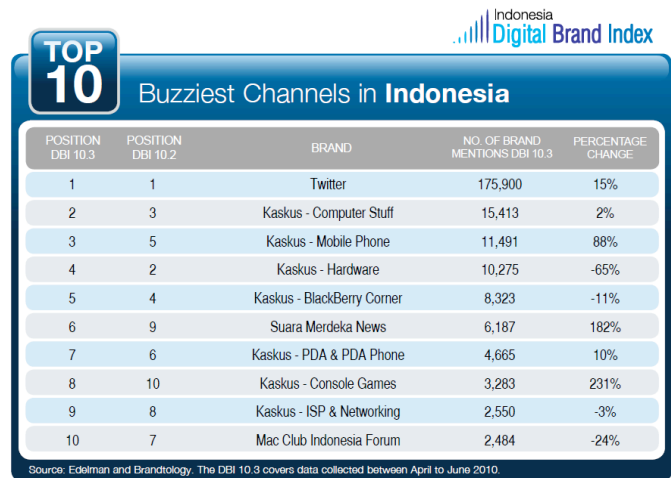 Indonesia
Digital Brand Index
TOP
10
Buzziest Channels in Indonesia
POSITION DBI 10.3 POSITION DBI 10.2 BRAND NO. OF BRAND MENTIONS DBI 10.3 PERCENTAGE CHANGE
1 1 Twitter 175,900 15%
2 3 Kaskus - Computer Stuff 15,413 2%
3 5 Kaskus - Mobile Phone 11,491 88%
4 2 Kaskus - Hardware 10,275 -65%
5 4 Kaskus - BlackBerry Corner 8,323 -11%
6 9 Suara Merdeka News 6,187 182%
7 6 Kaskus - PDA & PDA Phone 4,665 10%
8 10 Kaskus - Console Games 3,283 231%
9 8 Kaskus - ISP & Networking 2,550 -3%
10 7 Mac Club Indonesia Forum 2,484 -24%
Source: Edelman and Brandtology. The DBI 10.3 covers data collected between April to June 2010.